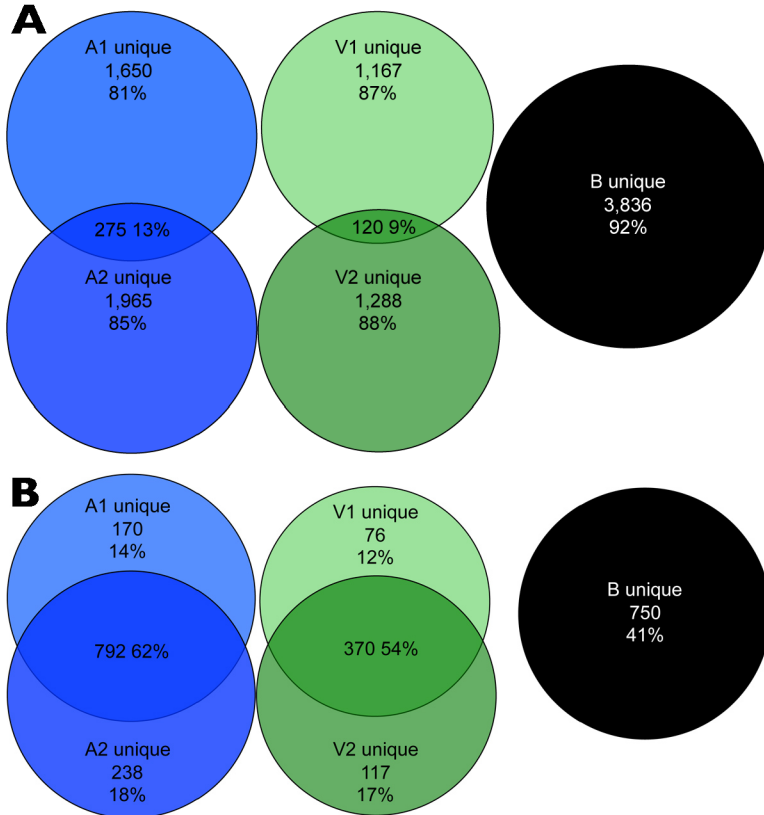 A
A1 unique
1,650
81%
275 13%
A2 unique
1,965
85%
V1 unique
1,167
87%
120 9%
V2 unique
1,288
88%
B unique
3,836
92%
B
A1 unique
170
14%
792 62%
A2 unique
238
18%
V1 unique
76
12%
370 54%
V2 unique
117
17%
B unique
750
41%